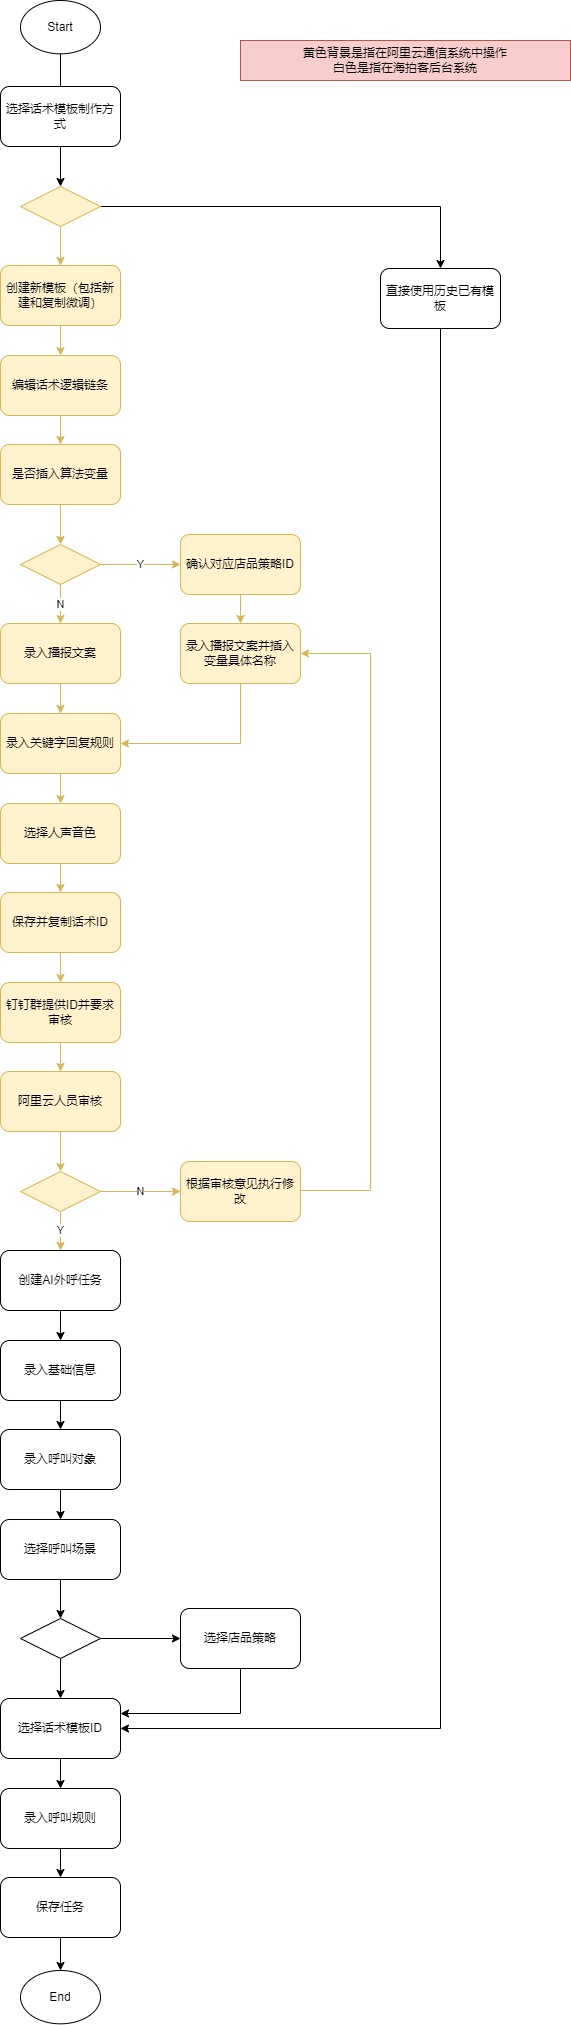 Start
黄色背景是指在阿里云通信系统中操作
白色是指在海拍客后台系统
选择话术模板制作方
式
创建新模板（包括新
建和复制微调）
直接使用历史已有模
板
编辑话术逻辑链条
是否插入算法变量
Y
确认对应店品策略ID
N
录入播报文案
录入播报文案并插入
变量具体名称
录入关键字回复规则
选择人声音色
保存并复制话术ID
钉钉群提供ID并要求
审核
阿里云人员审核
N
根据审核意见执行修
改
Y
创建AI外呼任务
录入基础信息
录入呼叫对象
选择呼叫场景
选择店品策略
选择话术模板ID
录入呼叫规则
保存任务
End